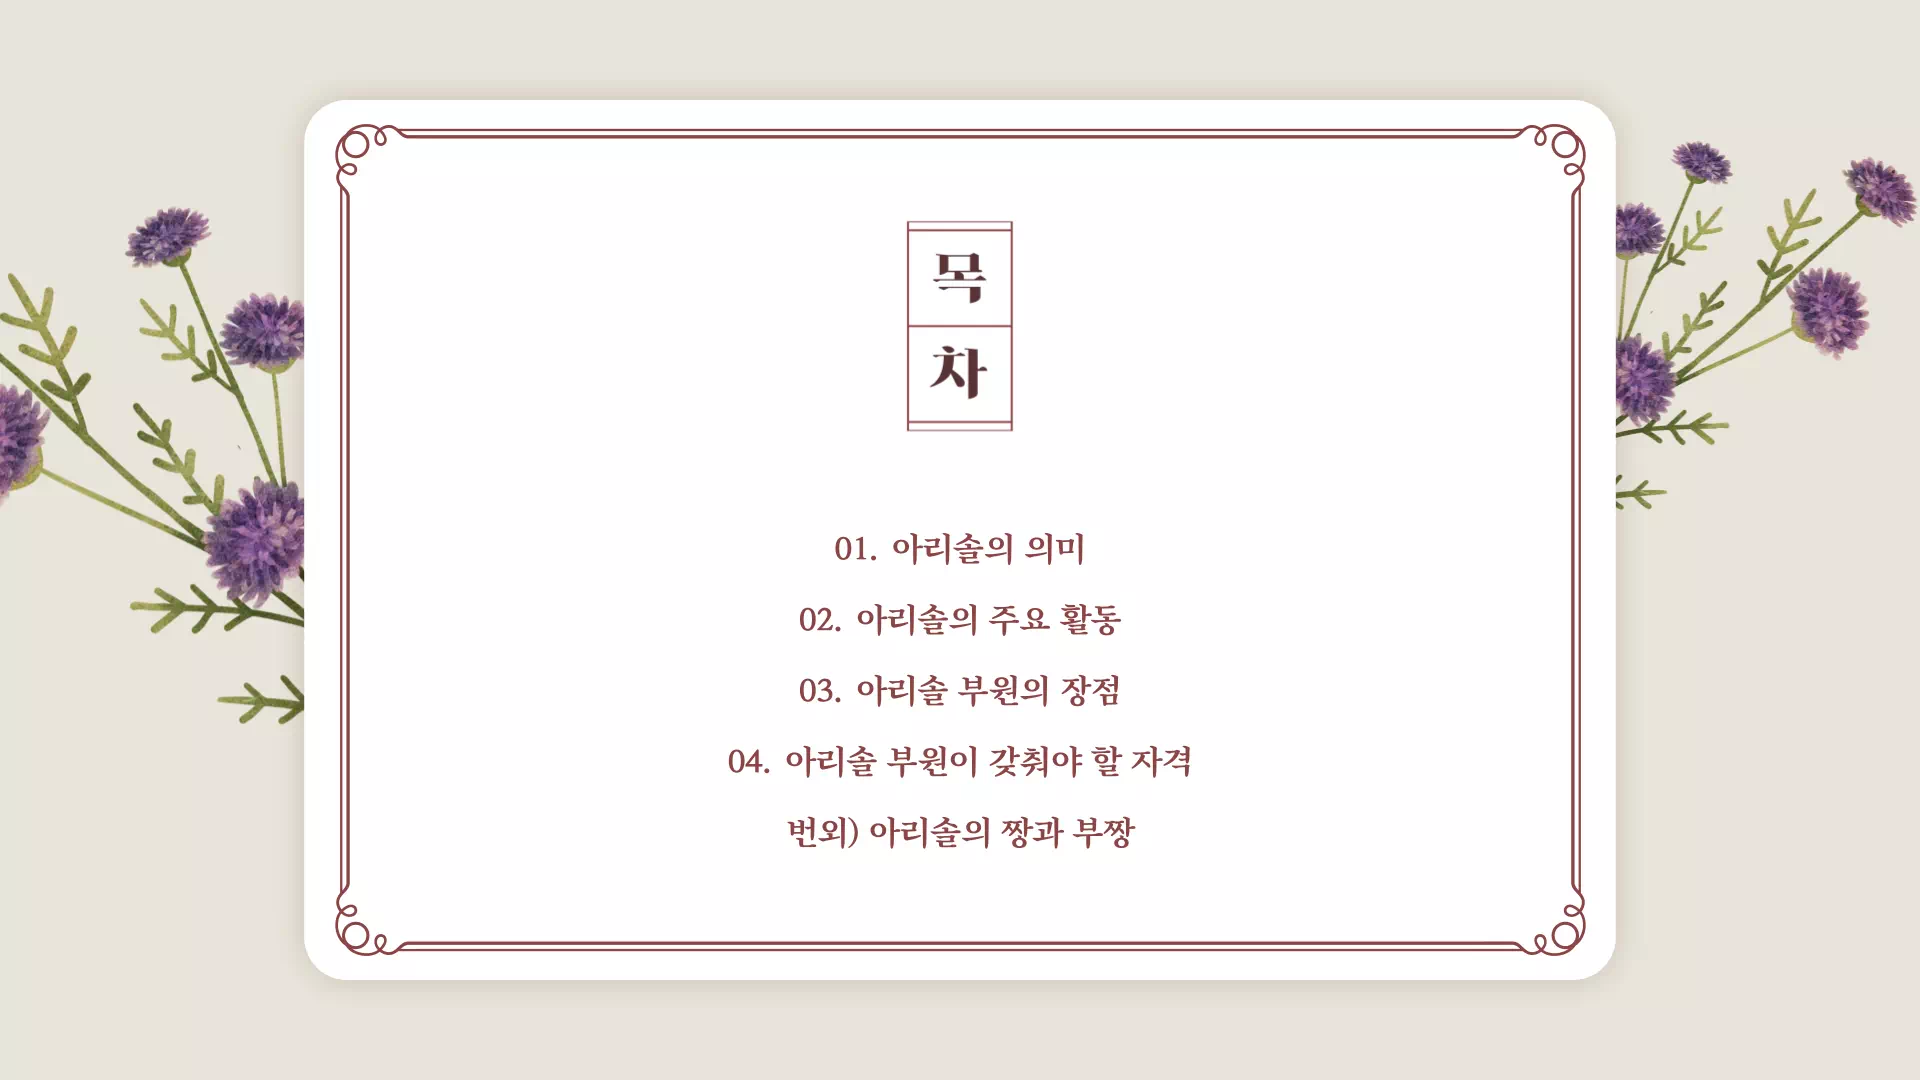 목
차
01. 아리솔의 의미
02. 아리솔의 주요 활동
03. 아리솔 부원의 장점
04. 아리솔 부원이 갖춰야 할 자격
번외) 아리솔의 짱과 부짱